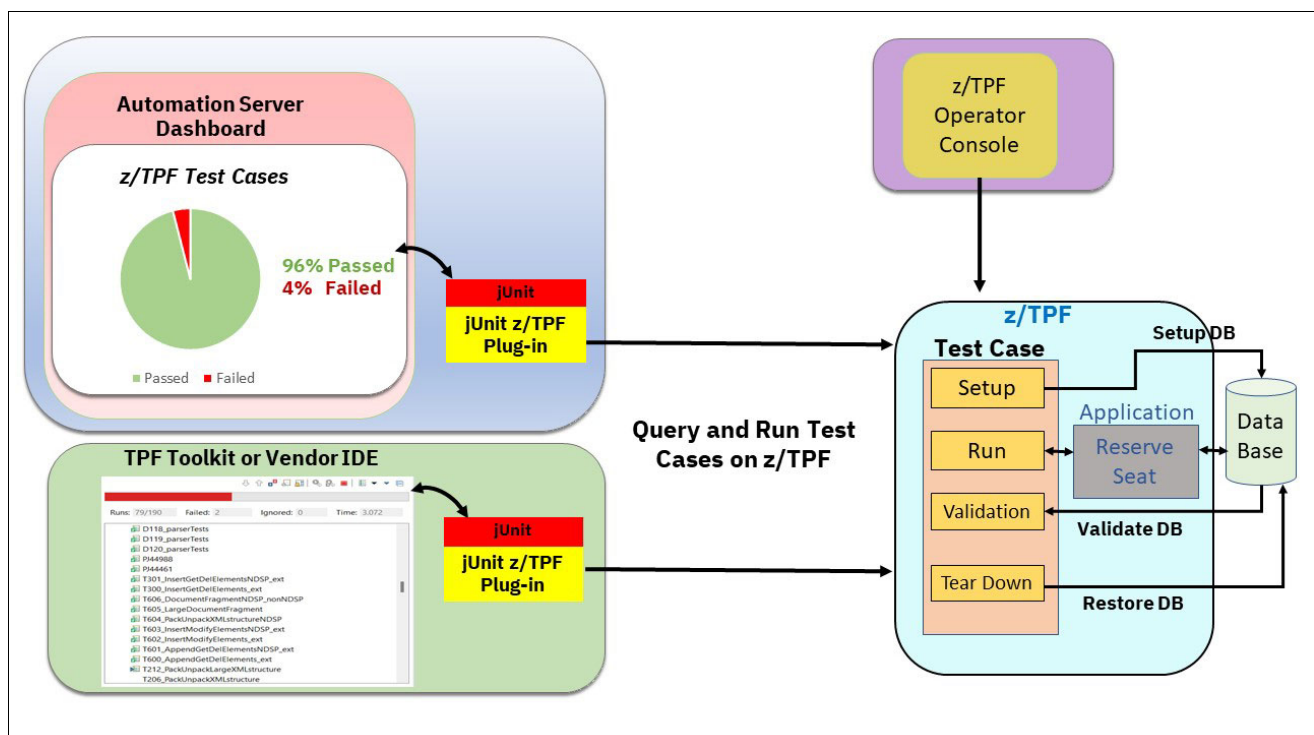 Automation Server
Dashboard
z/TPF Test Cases
96% Passed
4% Failed
Passed Failed
jUnit
jUnit z/TPF
Plug-in
z/TPF
Operator
Console
TPF Toolkit or Vendor IDE
Runs: 79/190 Failed: 2 Ignored: 0 Time: 3.072
D118_parserTests
D119_parserTests
D120_parserTests
PJ44988
PJ44461
T301_InsertGetDelElementsNDSP_ext
T300_InsertGetDelElements_ext
T606_DocumentFragmentNDSP_nonNDSP
T605_LargeDocumentFragment
T604_PackUnpackXMLstructureNDSP
T603_InsertModifyElementsNDSP_ext
T602_InsertModifyElements_ext
T601_AppendGetDelElementsNDSP_ext
T600_AppendGetDelElements_ext
T212_PackUnpackLargeXMLstructure
T206_PackUnpackXMLstructure
jUnit
jUnit z/TPF
Plug-in
Query and Run Test
Cases on z/TPF
z/TPF
Setup DB
Test Case
Setup
Run
Validation
Tear Down
Application
Reserve
Seat
Data
Base
Validate DB
Restore DB